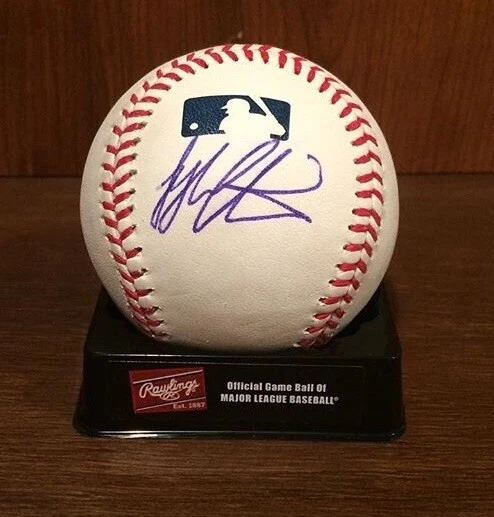 Rawlings
Est. 1887
Official Game Ball Of
MAJOR LEAGUE BASEBALL®